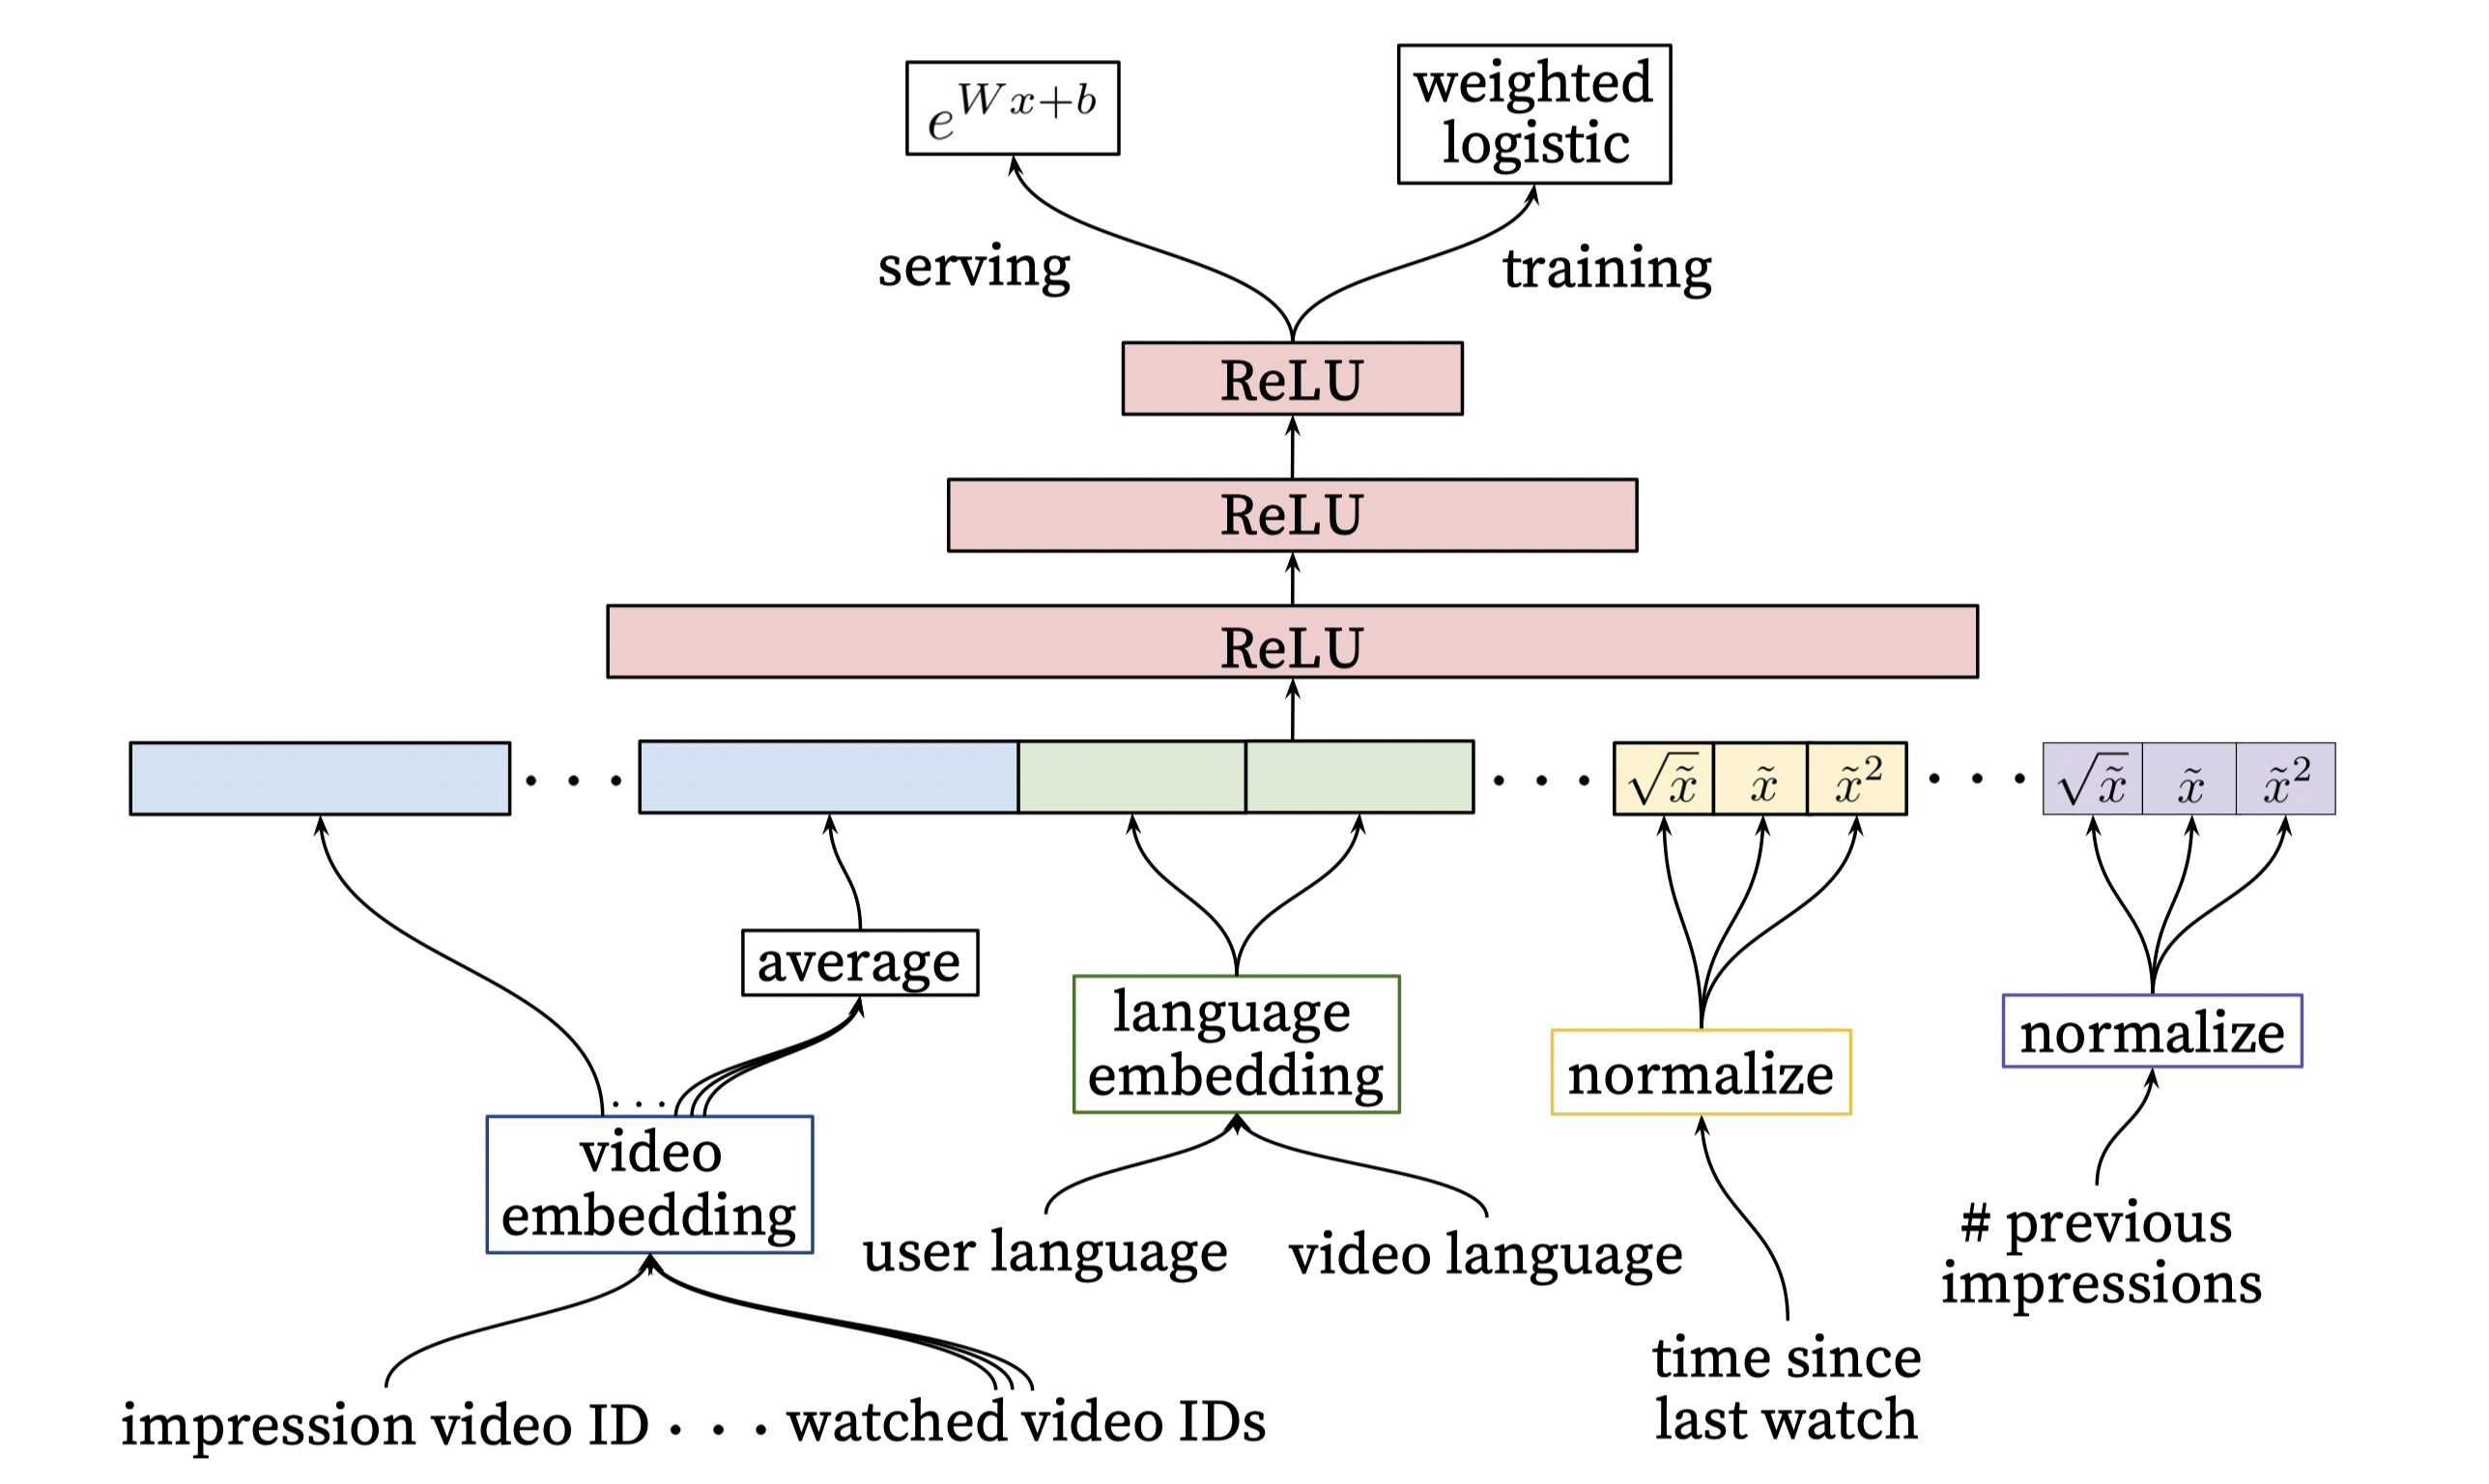 $e^{Wx+b}$
weighted
logistic
serving
training
ReLU
ReLU
ReLU
. . .
. . .
$\sqrt{\tilde{x}}$ $\tilde{x}$ $\tilde{x}^2$
. . .
$\sqrt{\tilde{x}}$ $\tilde{x}$ $\tilde{x}^2$
average
language
embedding
normalize
normalize
. . .
video
embedding
user language
video language
# previous
impressions
time since
last watch
impression video ID . . . watched video IDs